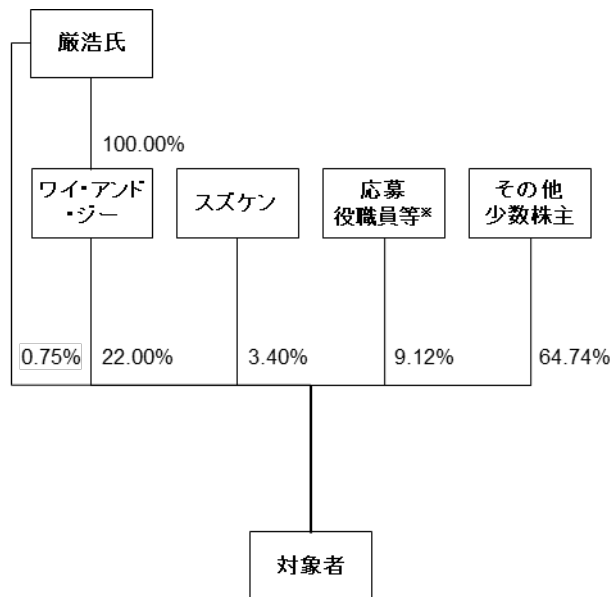 厳浩氏
100.00%
ワイ・アンド
・ジー
スズケン
応募
役職員等※
その他
少数株主
0.75%
22.00%
3.40%
9.12%
64.74%
対象者